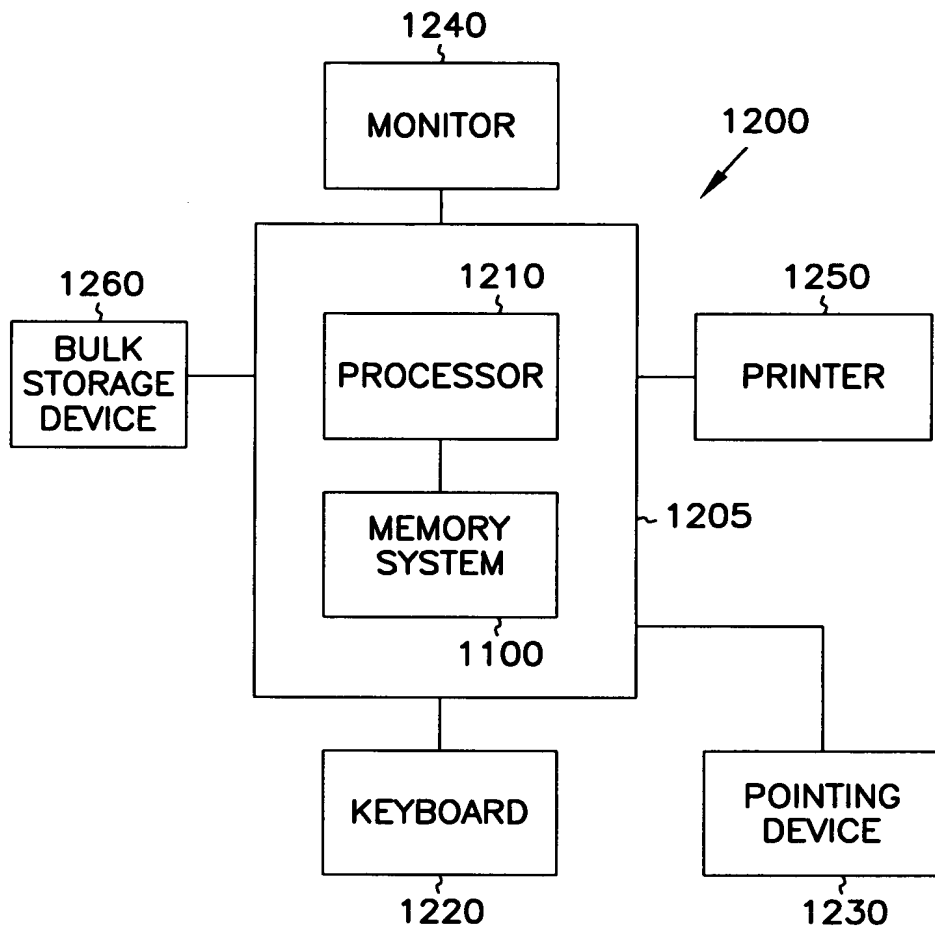 1240
MONITOR
1200
1260
BULK
STORAGE
DEVICE
1210
PROCESSOR
1250
PRINTER
MEMORY
SYSTEM
1205
1100
KEYBOARD
1220
POINTING
DEVICE
1230